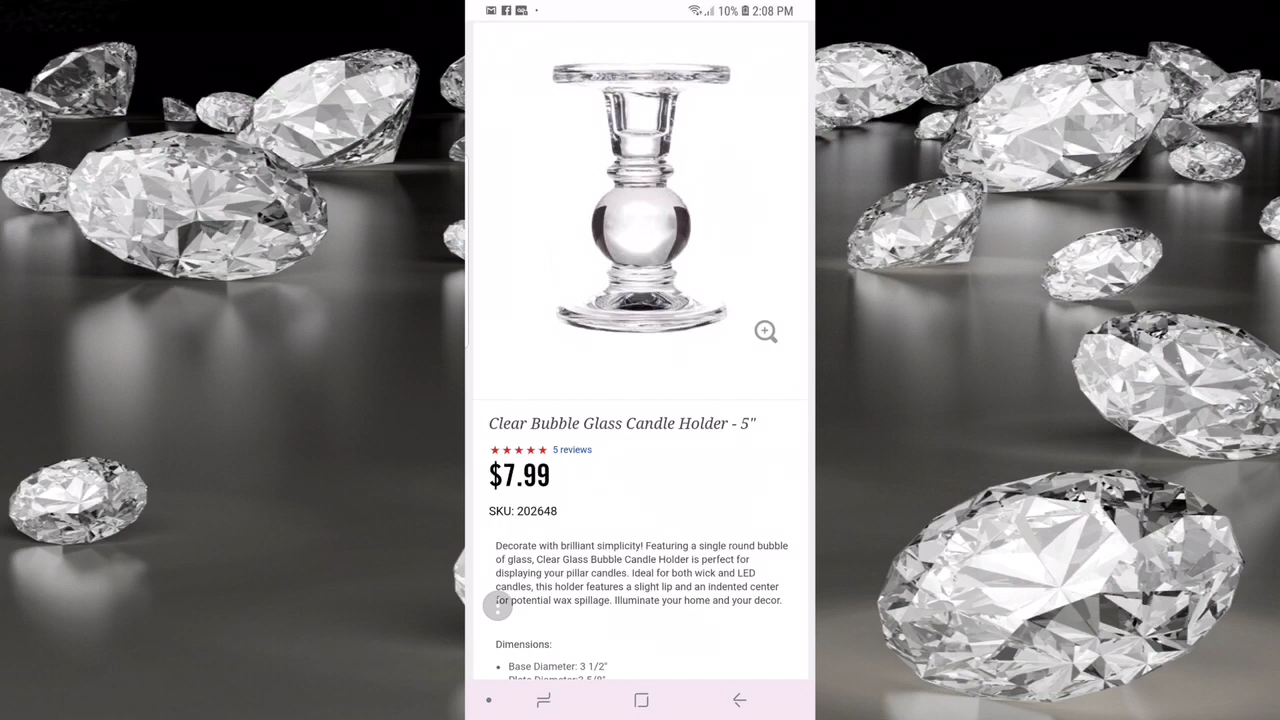 10% 2:08 PM
Clear Bubble Glass Candle Holder - 5"
5 reviews
$7.99
SKU: 202648
Decorate with brilliant simplicity! Featuring a single round bubble
of glass, Clear Glass Bubble Candle Holder is perfect for
displaying your pillar candles. Ideal for both wick and LED
candles, this holder features a slight lip and an indented center
for potential wax spillage. Illuminate your home and your decor.
Dimensions:
• Base Diameter: 3 1/2"